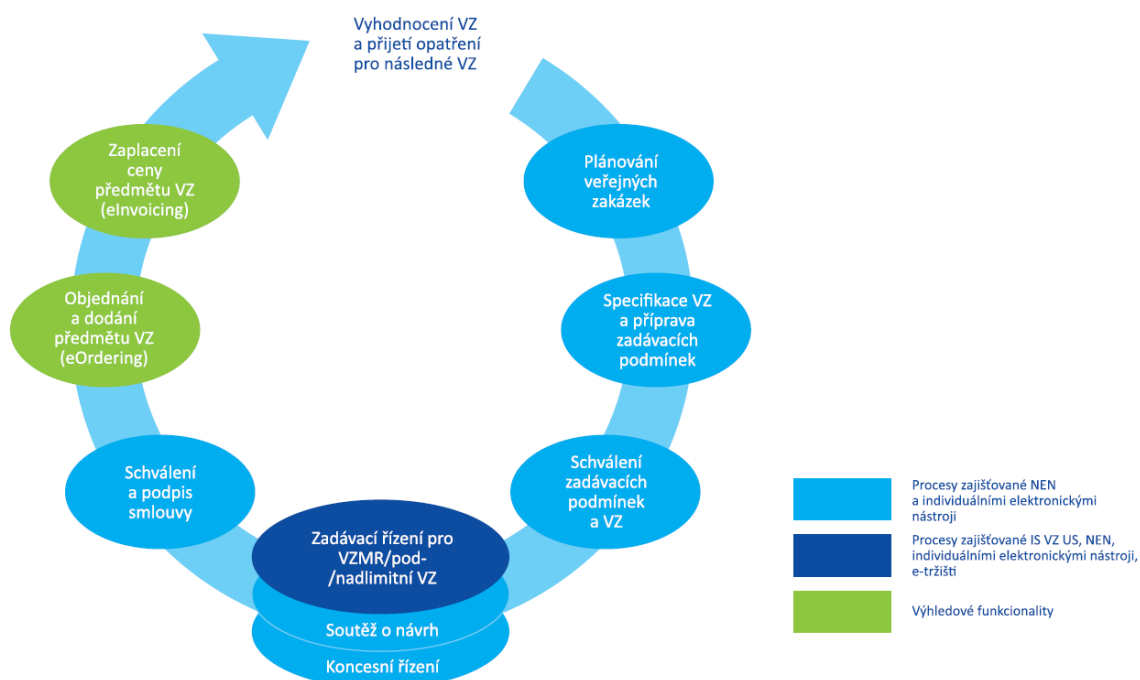 Vyhodnocení VZ
a přijetí opatření
pro následné VZ
Plánování
veřejných
zakázek
Specifikace VZ
a příprava
zadávacích
podmínek
Schválení
zadávacích
podmínek
a VZ
Zadávací řízení pro
VZMR/pod-
/nadlimitní VZ
Soutěž o návrh
Koncesní řízení
Schválení
a podpis
smlouvy
Objednání
a dodání
předmětu VZ
(eOrdering)
Zaplacení
ceny
předmětu VZ
(eInvoicing)
Procesy zajišťované NEN
a individuálními elektronickými
nástroji
Procesy zajišťované IS VZ US, NEN,
individuálními elektronickými nástroji,
e-tržišti
Výhledové funkcionality